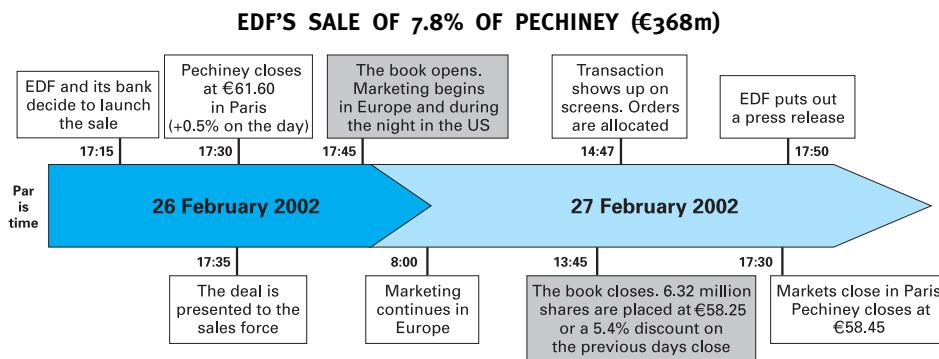 EDF'S SALE OF 7.8% OF PECHINEY (€368m)
EDF and its bank
decide to launch
the sale
Pechiney closes
at €61.60
in Paris
(+0.5% on the day)
The book opens.
Marketing begins
in Europe and during
the night in the US
Transaction
shows up on
screens. Orders
are allocated
EDF puts out
a press release
17:15
17:30
17:45
14:47
17:50
Par
is
time
26 February 2002
27 February 2002
17:35
8:00
13:45
17:30
The deal is
presented to the
sales force
Marketing
continues in
Europe
The book closes. 6.32 million
shares are placed at €58.25
or a 5.4% discount on
the previous days close
Markets close in Paris
Pechiney closes at
€58.45